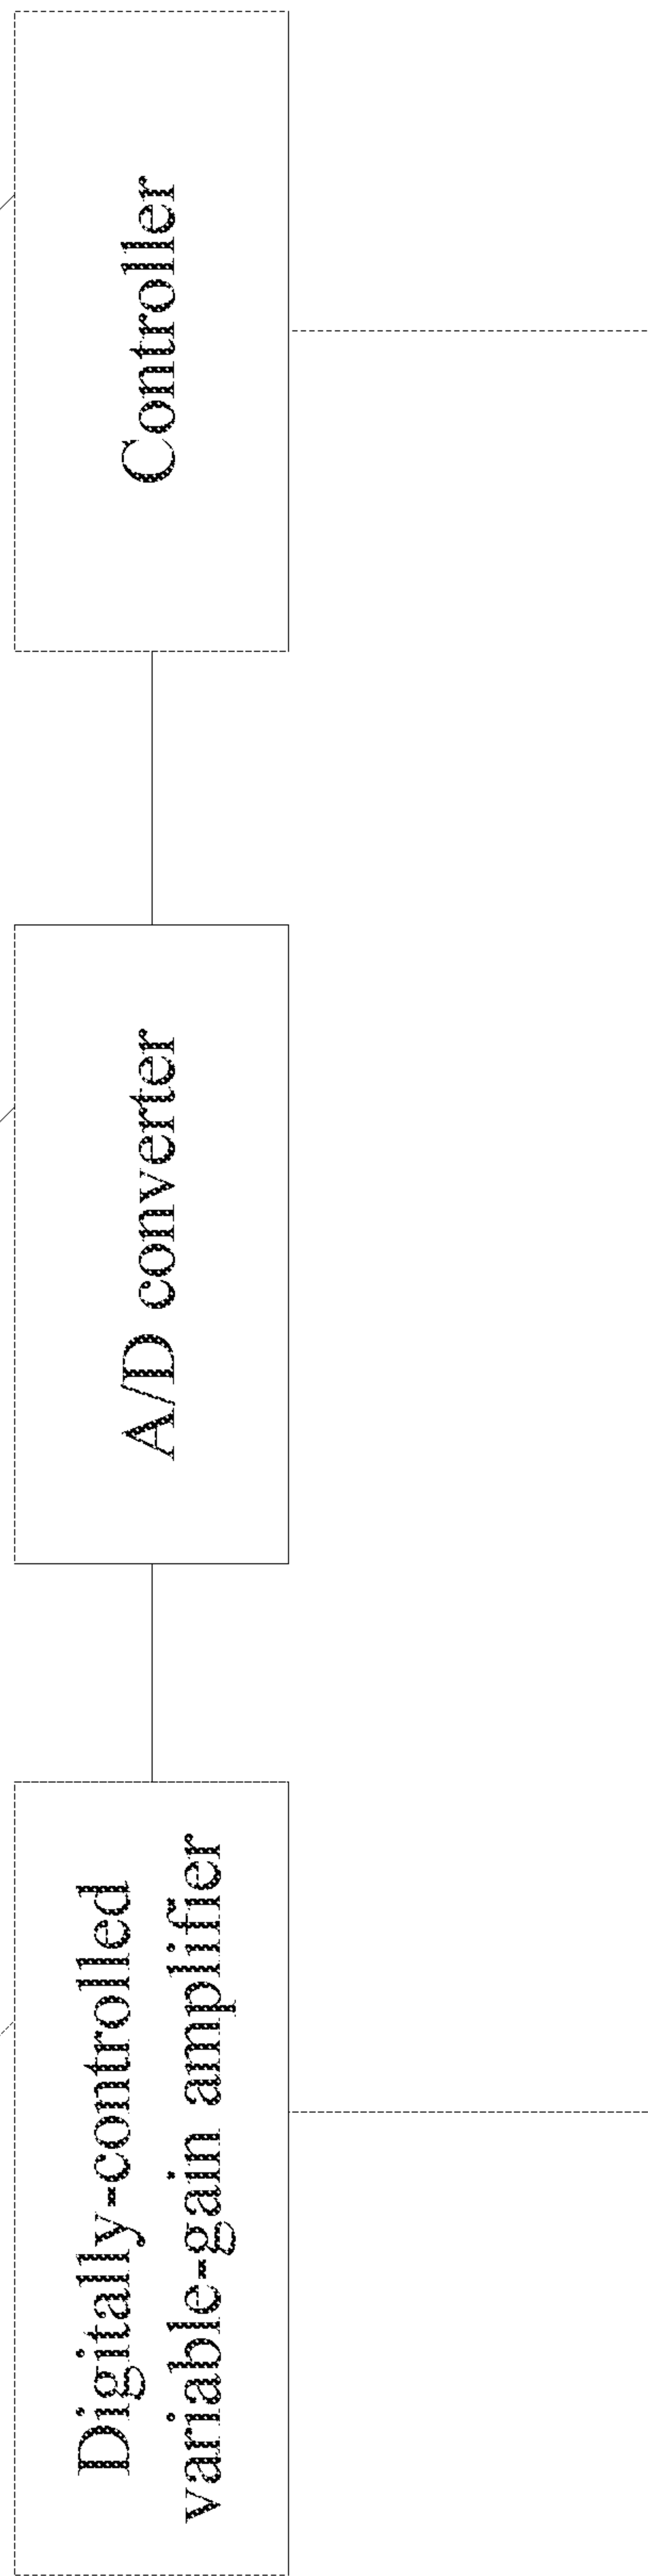 Digitally-controlled
variable-gain amplifier
A/D converter
Controller